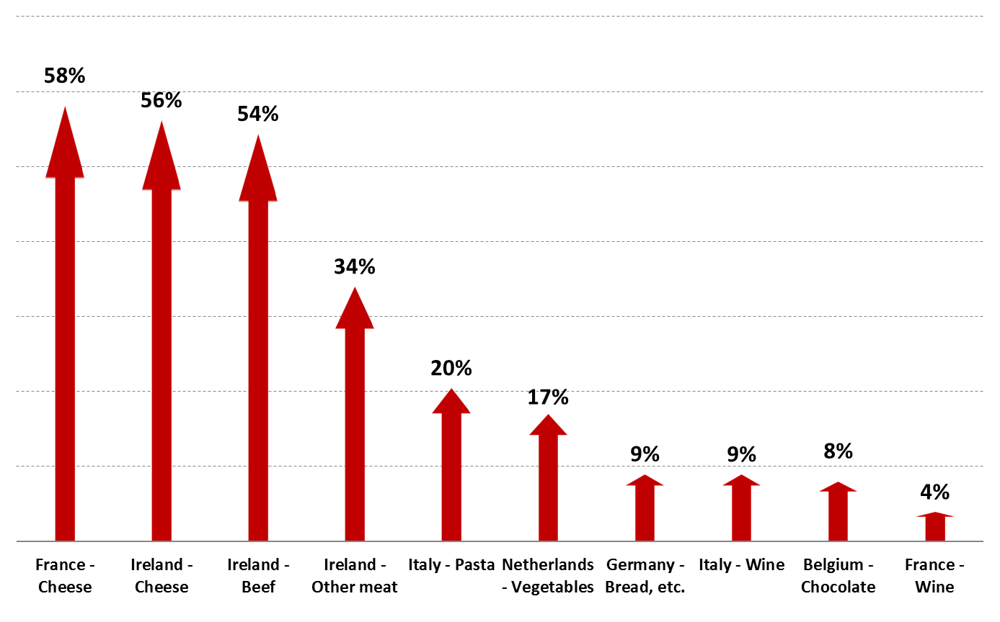 58%
56%
54%
34%
20%
17%
9%
9%
8%
4%
France -
Cheese
Ireland -
Cheese
Ireland -
Beef
Ireland -
Other meat
Italy - Pasta
Netherlands
- Vegetables
Germany -
Bread, etc.
Italy - Wine
Belgium -
Chocolate
France -
Wine